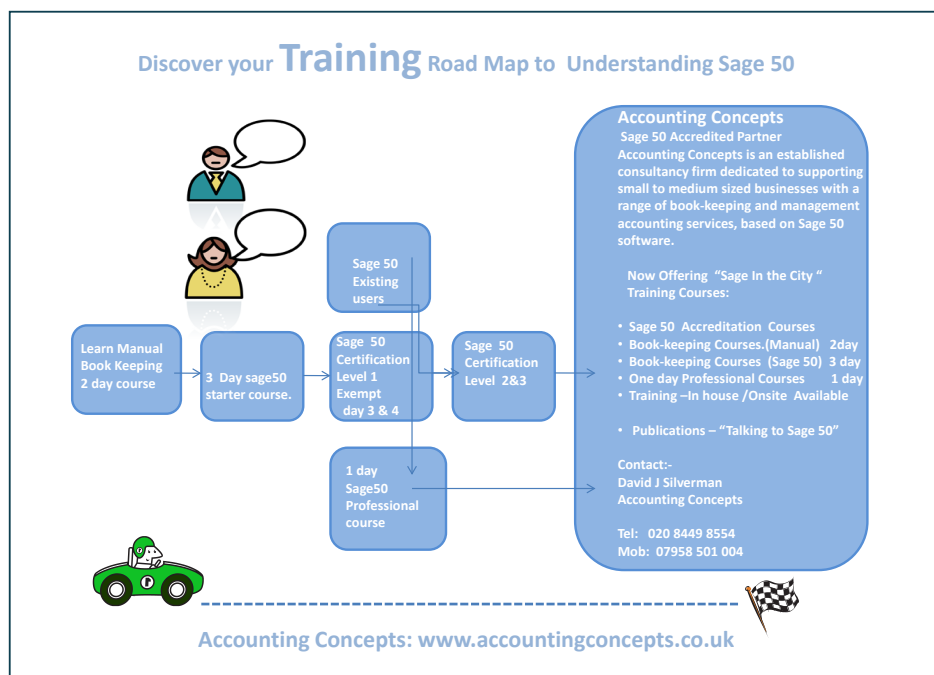 Discover your Training Road Map to Understanding Sage 50
Accounting Concepts
Sage 50 Accredited Partner
Accounting Concepts is an established
consultancy firm dedicated to supporting
small to medium sized businesses with a
range of book-keeping and management
accounting services, based on Sage 50
software.
Now Offering "Sage In the City "
Training Courses:
• Sage 50 Accreditation Courses
• Book-keeping Courses.(Manual) 2day
• Book-keeping Courses (Sage 50) 3 day
• One day Professional Courses 1 day
• Training –In house /Onsite Available
• Publications – "Talking to Sage 50"
Contact:-
David J Silverman
Accounting Concepts
Tel: 020 8449 8554
Mob: 07958 501 004
Sage 50
Existing
users
Learn Manual
Book Keeping
2 day course
3 Day sage50
starter course.
Sage 50
Certification
Level 1
Exempt
day 3 & 4
Sage 50
Certification
Level 2&3
1 day
Sage50
Professional
course
Accounting Concepts: www.accountingconcepts.co.uk